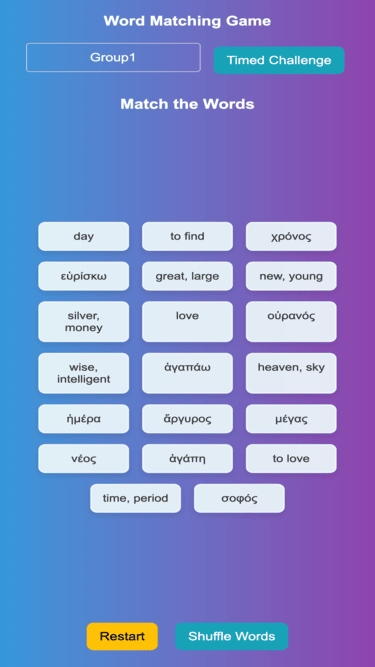 Word Matching Game
Group1
Timed Challenge
Match the Words
day
to find
χρόνος
εὑρίσκω
great, large
new, young
silver,
money
love
οὐρανός
wise,
intelligent
ἀγαπάω
heaven, sky
ἡμέρα
ἄργυρος
μέγας
νέος
ἀγάπη
to love
time, period
σοφός
Restart
Shuffle Words